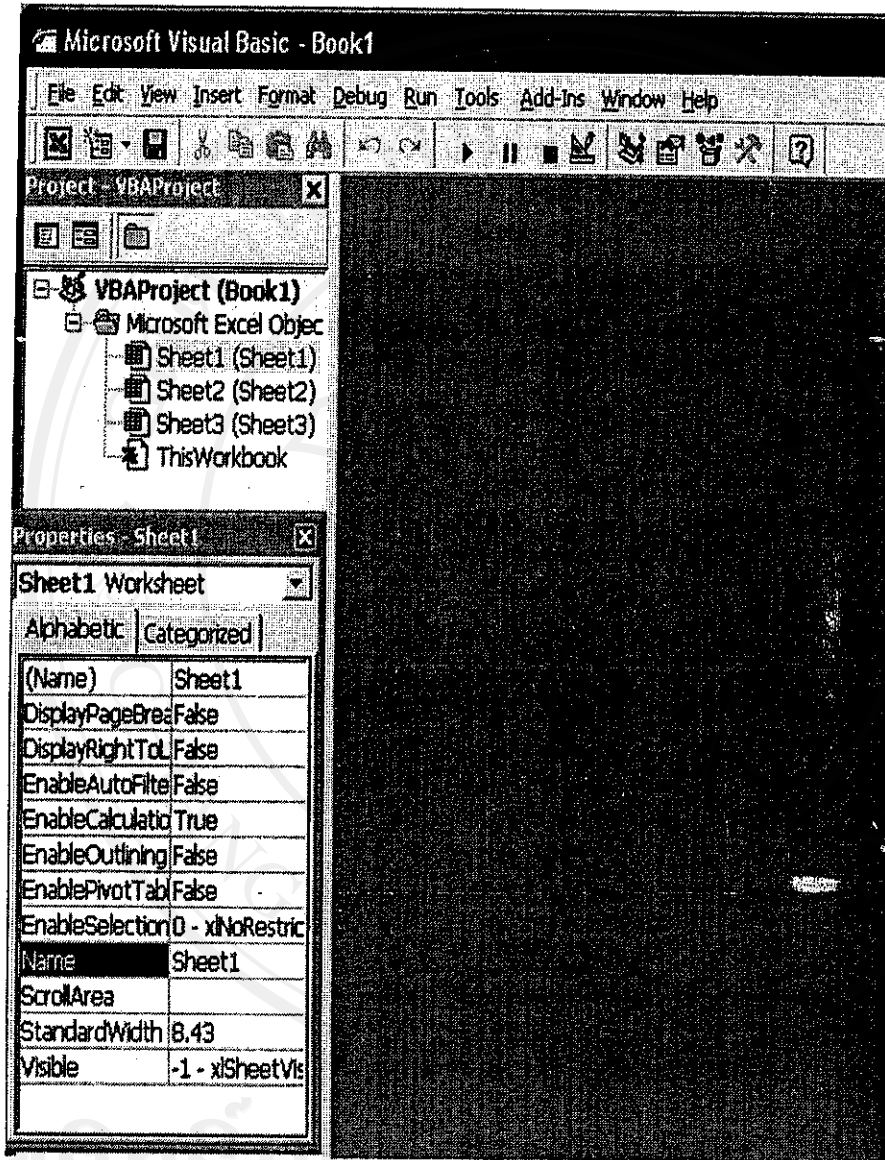 Microsoft Visual Basic - Book1
File Edit View Insert Format Debug Run Tools Add-Ins Window Help
Project - VBAProject
VBAProject (Book1)
Microsoft Excel Objec
Sheet1 (Sheet1)
Sheet2 (Sheet2)
Sheet3 (Sheet3)
ThisWorkbook
Properties - Sheet1
Sheet1 Worksheet
Alphabetic Categorized
(Name) Sheet1
DisplayPageBrea False
DisplayRightToL False
EnableAutoFilte False
EnableCalculatio True
EnableOutlining False
EnablePivotTabl False
EnableSelection 0 - xlNoRestric
Name Sheet1
ScrollArea
StandardWidth 8,43
Visible -1 - xlSheetVis